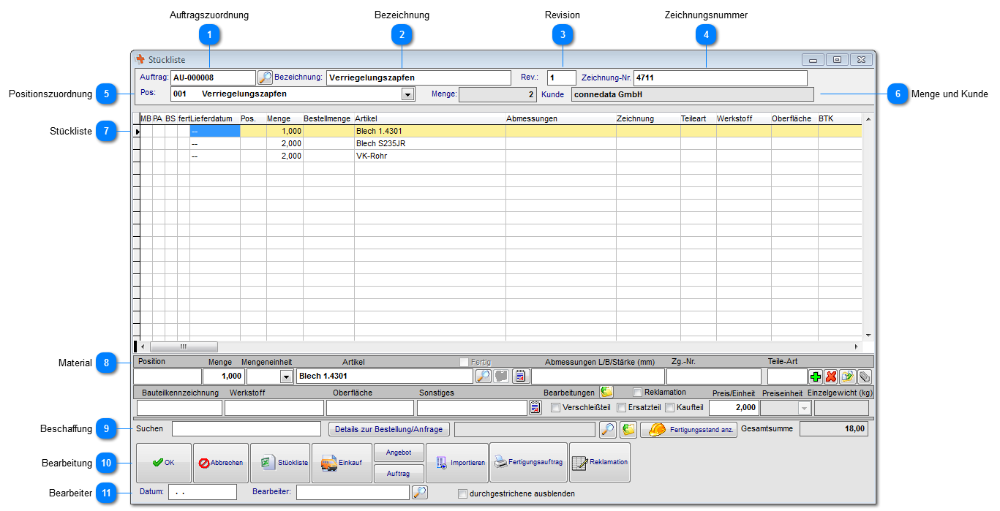 Auftragszuordnung Bezeichnung Revision Zeichnungsnummer
1 2 3 4
Stückliste
Auftrag: AU-000008 Bezeichnung: Verriegelungszapfen Rev.: 1 Zeichnung-Nr. 4711
Positionszuordnung 5 Pos: 001 Verriegelungszapfen Menge: 2 Kunde connedata GmbH 6 Menge und Kunde
MB PA BS fert Lieferdatum Pos. Menge Bestellmenge Artikel Abmessungen Zeichnung Teileart Werkstoff Oberfläche BTK
Stückliste 7 -- 1,000 Blech 1.4301
-- 2,000 Blech S235JR
-- 2,000 VK-Rohr
Material 8 Position Menge Mengeneinheit Artikel Fertig Abmessungen L/B/Stärke (mm) Zg.-Nr. Teile-Art
1,000 Blech 1.4301
Bauteilkennzeichnung Werkstoff Oberfläche Sonstiges Bearbeitungen Reklamation Preis/Einheit Preiseinheit Einzelgewicht (kg)
Verschleißteil Ersatzteil Kaufteil 2,000
Beschaffung 9 Suchen Details zur Bestellung/Anfrage Fertigungsstand anz. Gesamtsumme 18,00
Bearbeitung 10 OK Abbrechen Stückliste Einkauf Angebot Auftrag Importieren Fertigungsauftrag Reklamation
Bearbeiter 11 Datum: . . Bearbeiter: durchgestrichene ausblenden